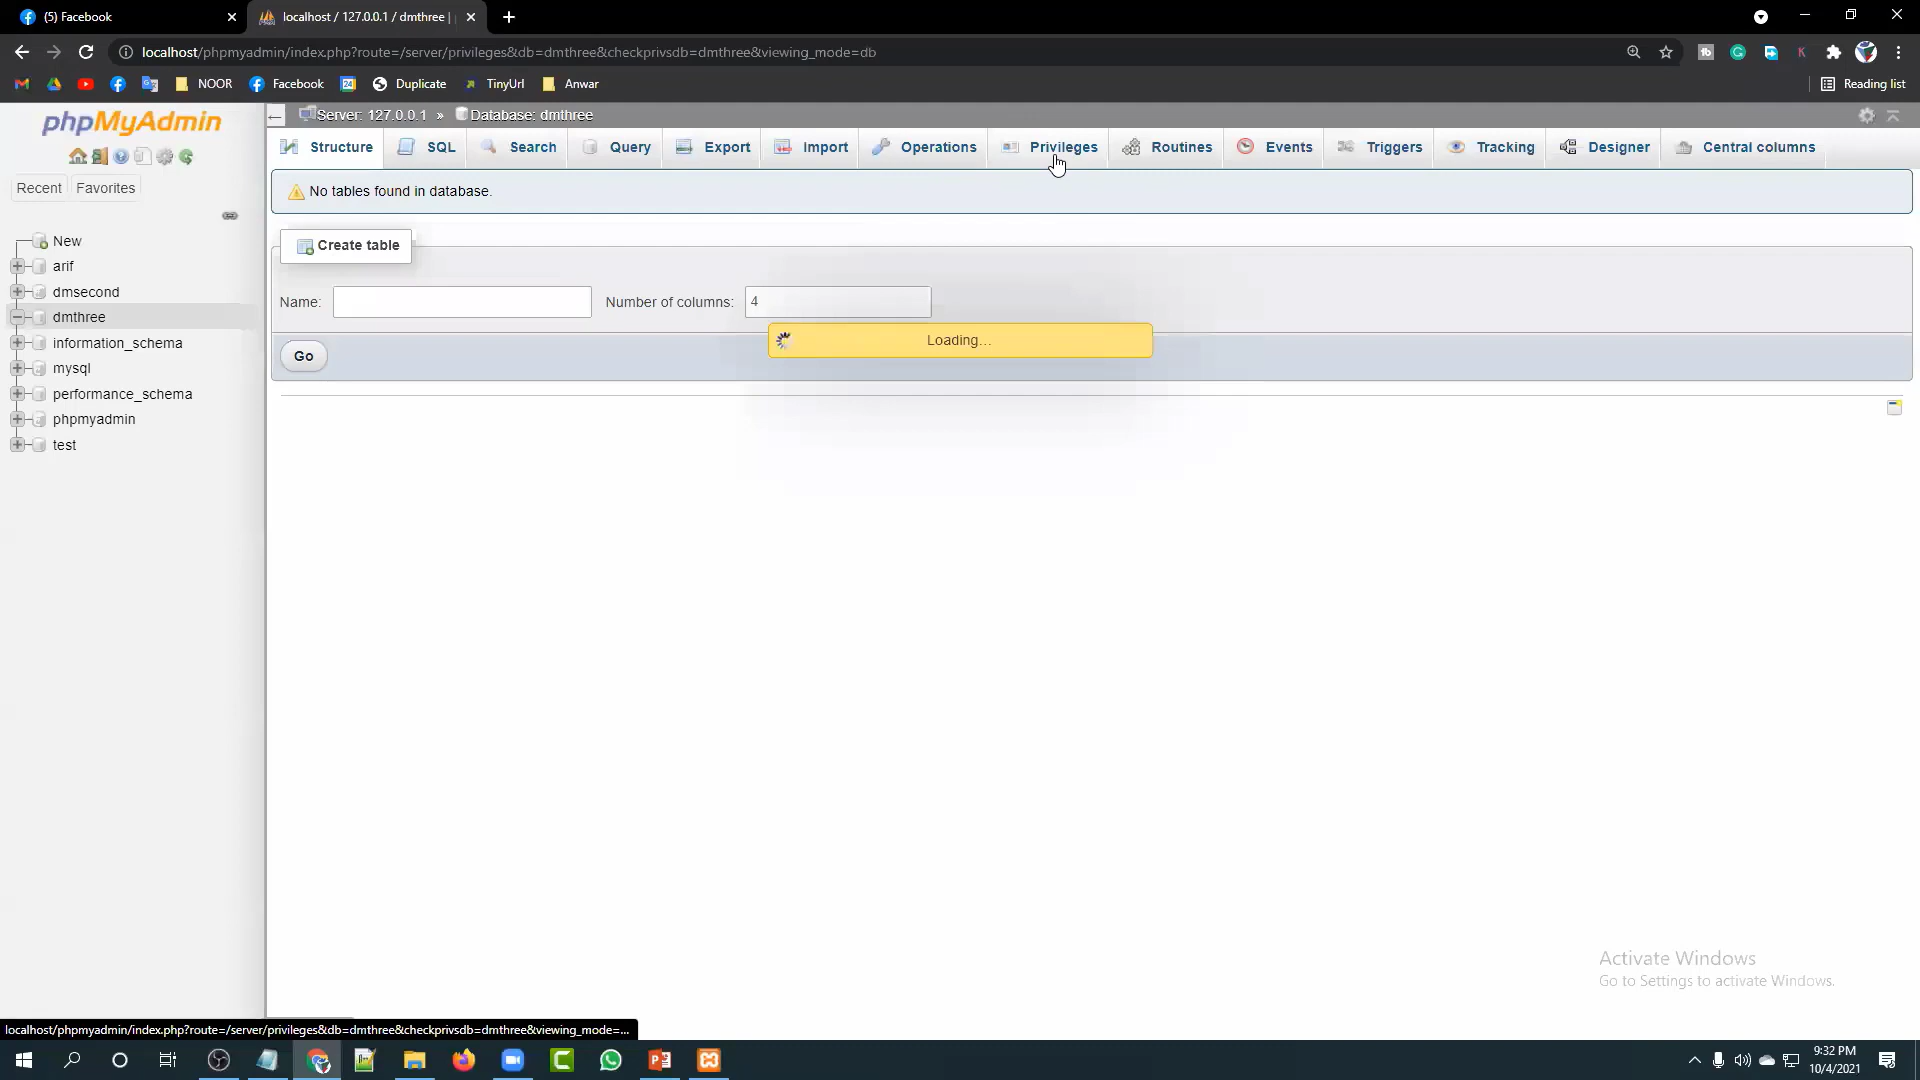 (5) Facebook
localhost / 127.0.0.1 / dmthree |
localhost/phpmyadmin/index.php?route=/server/privileges&db=dmthree&checkprivsdb=dmthree&viewing_mode=db
NOOR
Facebook
24
Duplicate
TinyUrl
Anwar
Reading list
phpMyAdmin
Server: 127.0.0.1 » Database: dmthree
Structure
SQL
Search
Query
Export
Import
Operations
Privileges
Routines
Events
Triggers
Tracking
Designer
Central columns
Recent
Favorites
New
arif
dmsecond
dmthree
information_schema
mysql
performance_schema
phpmyadmin
test
No tables found in database.
Create table
Name:
Number of columns: 4
Loading…
Go
Activate Windows
Go to Settings to activate Windows.
localhost/phpmyadmin/index.php?route=/server/privileges&db=dmthree&checkprivsdb=dmthree&viewing_mode=...
9:32 PM
10/4/2021